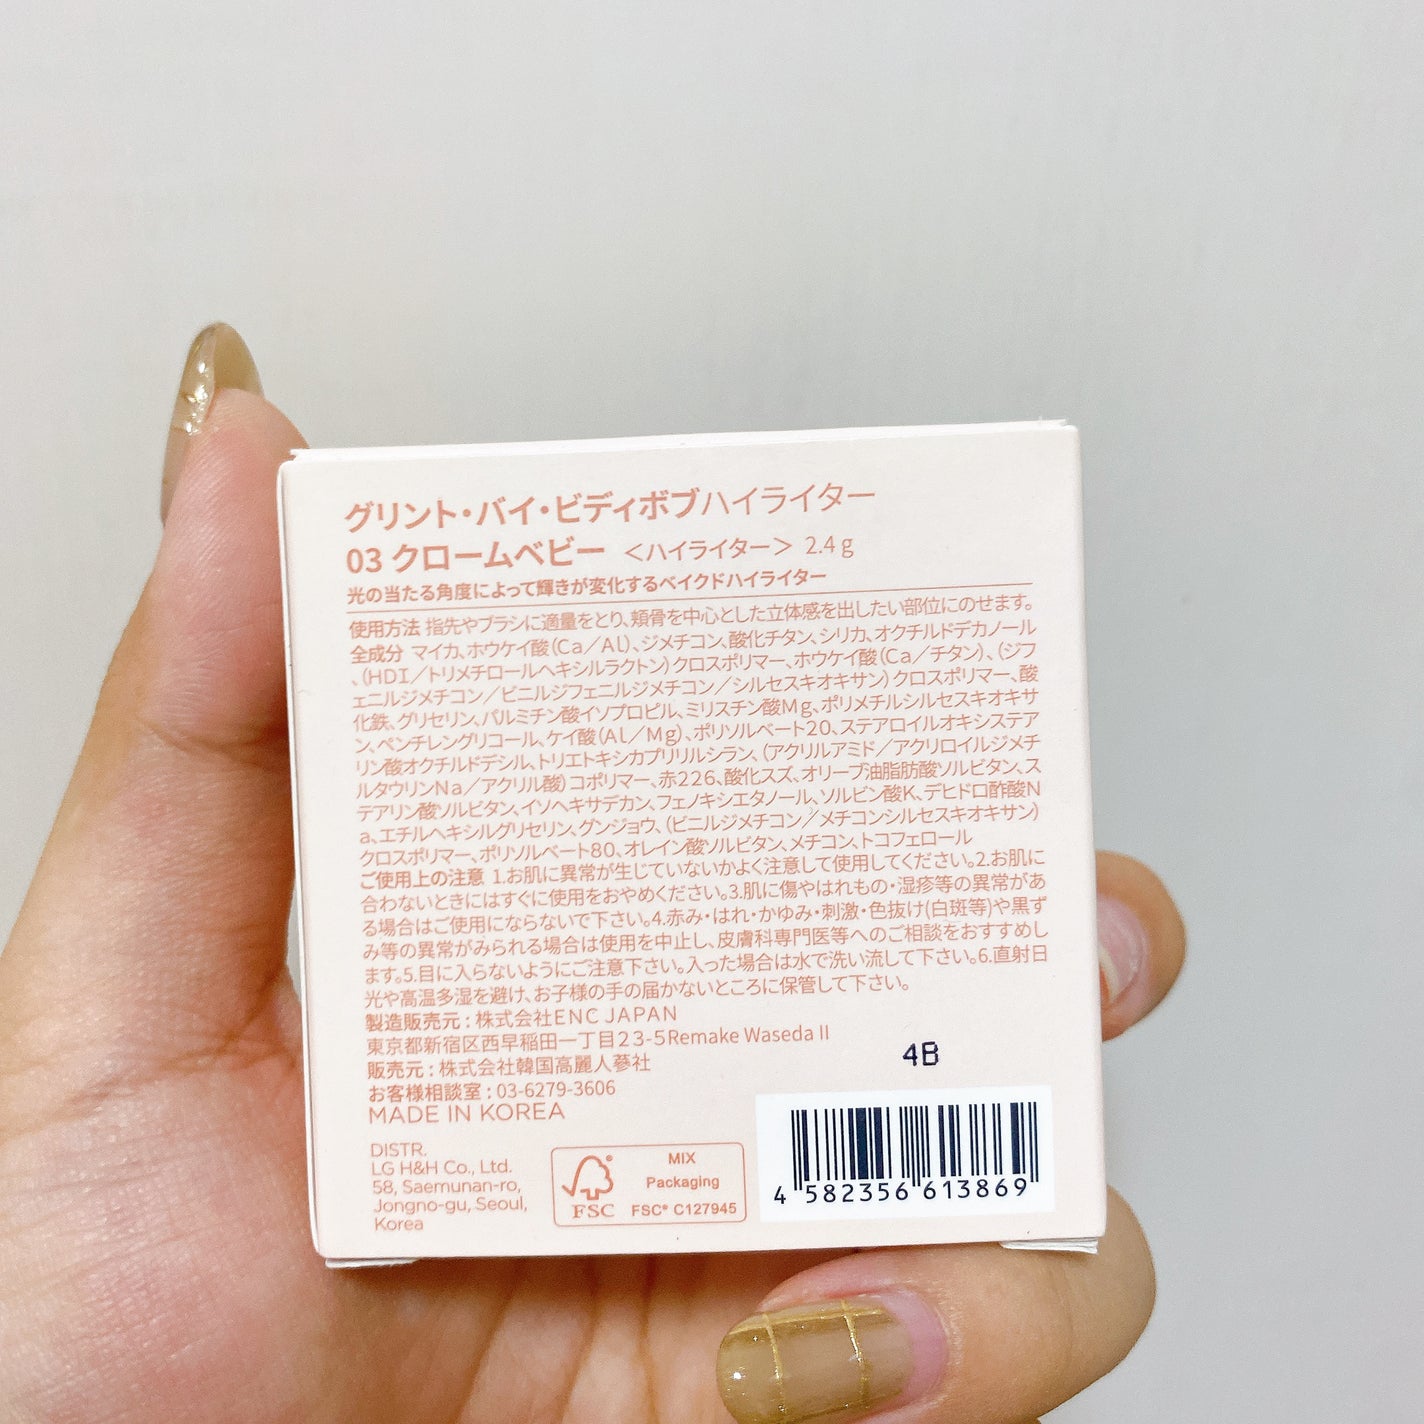 グリント・バイ・ビディボブハイライター
03 クロームベビー ＜ハイライター＞ 2.4g
光の当たる角度によって輝きが変化するベイクドハイライター
使用方法 指先やブラシに適量をとり、頬骨を中心とした立体感を出したい部位にのせます。
全成分 マイカ、ホウケイ酸(Ca／Al)、ジメチコン、酸化チタン、シリカ、オクチルドデカノール
、(HDI／トリメチロールヘキシルラクトン)クロスポリマー、ホウケイ酸(Ca／チタン)、(ジフ
ェニルジメチコン／ビニルジフェニルジメチコン／シルセスキオキサン)クロスポリマー、酸
化鉄、グリセリン、パルミチン酸イソプロピル、ミリスチン酸Mg、ポリメチルシルセスキオキサ
ン、ペンチレングリコール、ケイ酸(Al／Mg)、ポリソルベート20、ステアロイルオキシステア
リン酸オクチルドデシル、トリエトキシカプリリルシラン、(アクリルアミド／アクリロイルジメチ
ルタウリンNa／アクリル酸)コポリマー、赤226、酸化スズ、オリーブ油脂肪酸ソルビタン、ス
テアリン酸ソルビタン、イソヘキサデカン、フェノキシエタノール、ソルビン酸K、デヒドロ酢酸N
a、エチルヘキシルグリセリン、グンジョウ、(ビニルジメチコン／メチコンシルセスキオキサン)
クロスポリマー、ポリソルベート80、オレイン酸ソルビタン、メチコン、トコフェロール
ご使用上の注意 1.お肌に異常が生じていないかよく注意して使用してください。2.お肌に
合わないときにはすぐに使用をおやめください。3.肌に傷やはれもの・湿疹等の異常があ
る場合はご使用にならないで下さい。4.赤み・はれ・かゆみ・刺激・色抜け(白斑等)や黒ず
み等の異常がみられる場合は使用を中止し、皮膚科専門医等へのご相談をおすすめし
ます。5.目に入らないようにご注意下さい。入った場合は水で洗い流して下さい。6.直射日
光や高温多湿を避け、お子様の手の届かないところに保管して下さい。
製造販売元：株式会社ENC JAPAN
東京都新宿区西早稲田一丁目23-5Remake Waseda II
販売元：株式会社韓国高麗人蔘社
お客様相談室：03-6279-3606
MADE IN KOREA
4B
DISTR.
LG H&H Co., Ltd.
58, Saemunan-ro,
Jongno-gu, Seoul,
Korea
FSC
MIX
Packaging
FSC® C127945
4 582356 613869